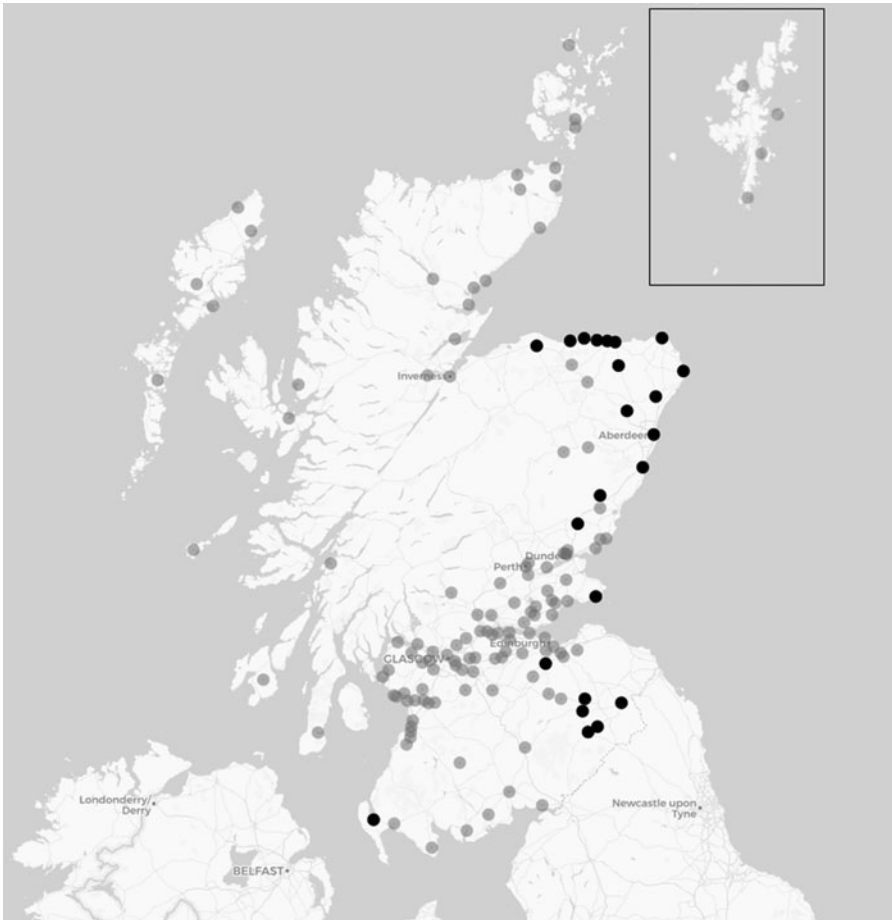 Inverness
Aberdeen
Dundee
Perth
Edinburgh
GLASGOW
Londonderry/
Derry
Newcastle upon
Tyne
BELFAST